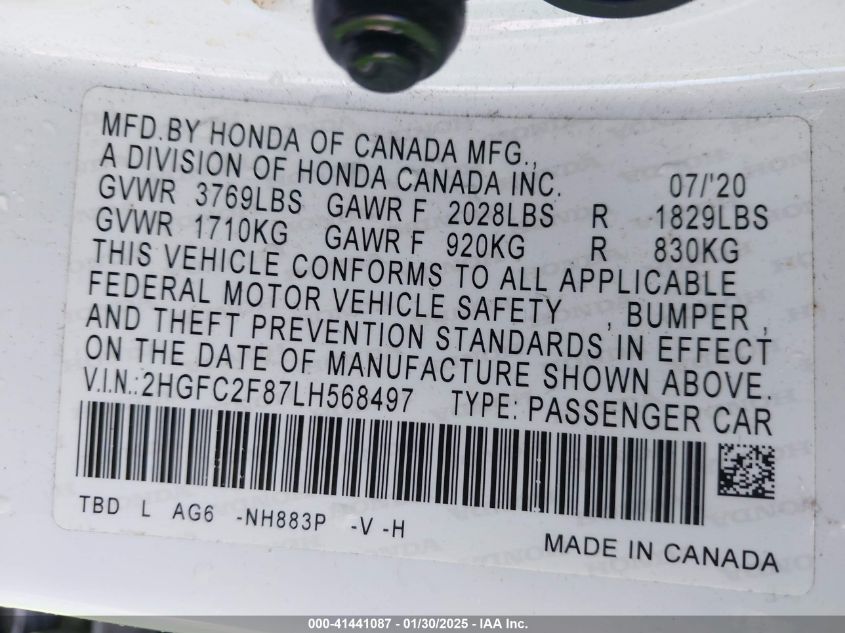 MFD.BY HONDA OF CANADA MFG.,
A DIVISION OF HONDA CANADA INC. 07/'20
GVWR 3769LBS GAWR F 2028LBS R 1829LBS
GVWR 1710KG GAWR F 920KG R 830KG
THIS VEHICLE CONFORMS TO ALL APPLICABLE
FEDERAL MOTOR VEHICLE SAFETY , BUMPER ,
AND THEFT PREVENTION STANDARDS IN EFFECT
ON THE DATE OF MANUFACTURE SHOWN ABOVE.
V.I.N.:2HGFC2F87LH568497 TYPE: PASSENGER CAR
TBD L AG6 -NH883P -V -H
MADE IN CANADA
000-41441087 - 01/30/2025 - IAA Inc.